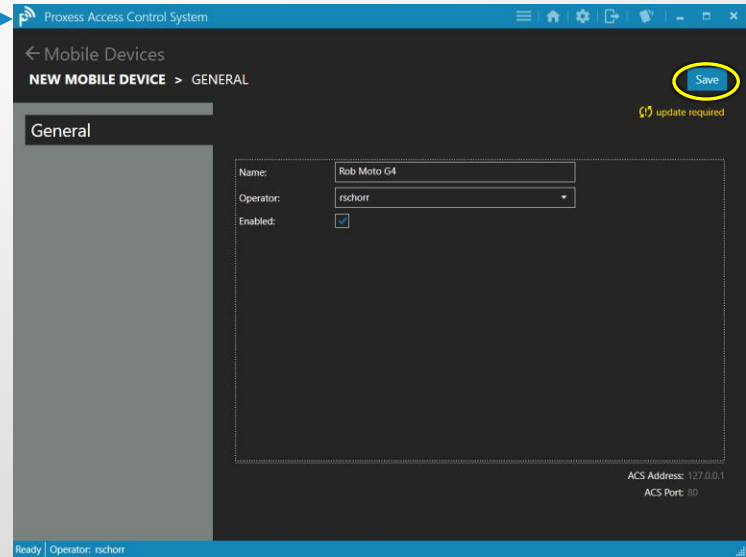 Proxess Access Control System
Mobile Devices
NEW MOBILE DEVICE > GENERAL
Save
update required
General
Name: Rob Moto G4
Operator: rschorr
Enabled:
ACS Address: 127.0.0.1
ACS Port: 80
Ready Operator: rschorr